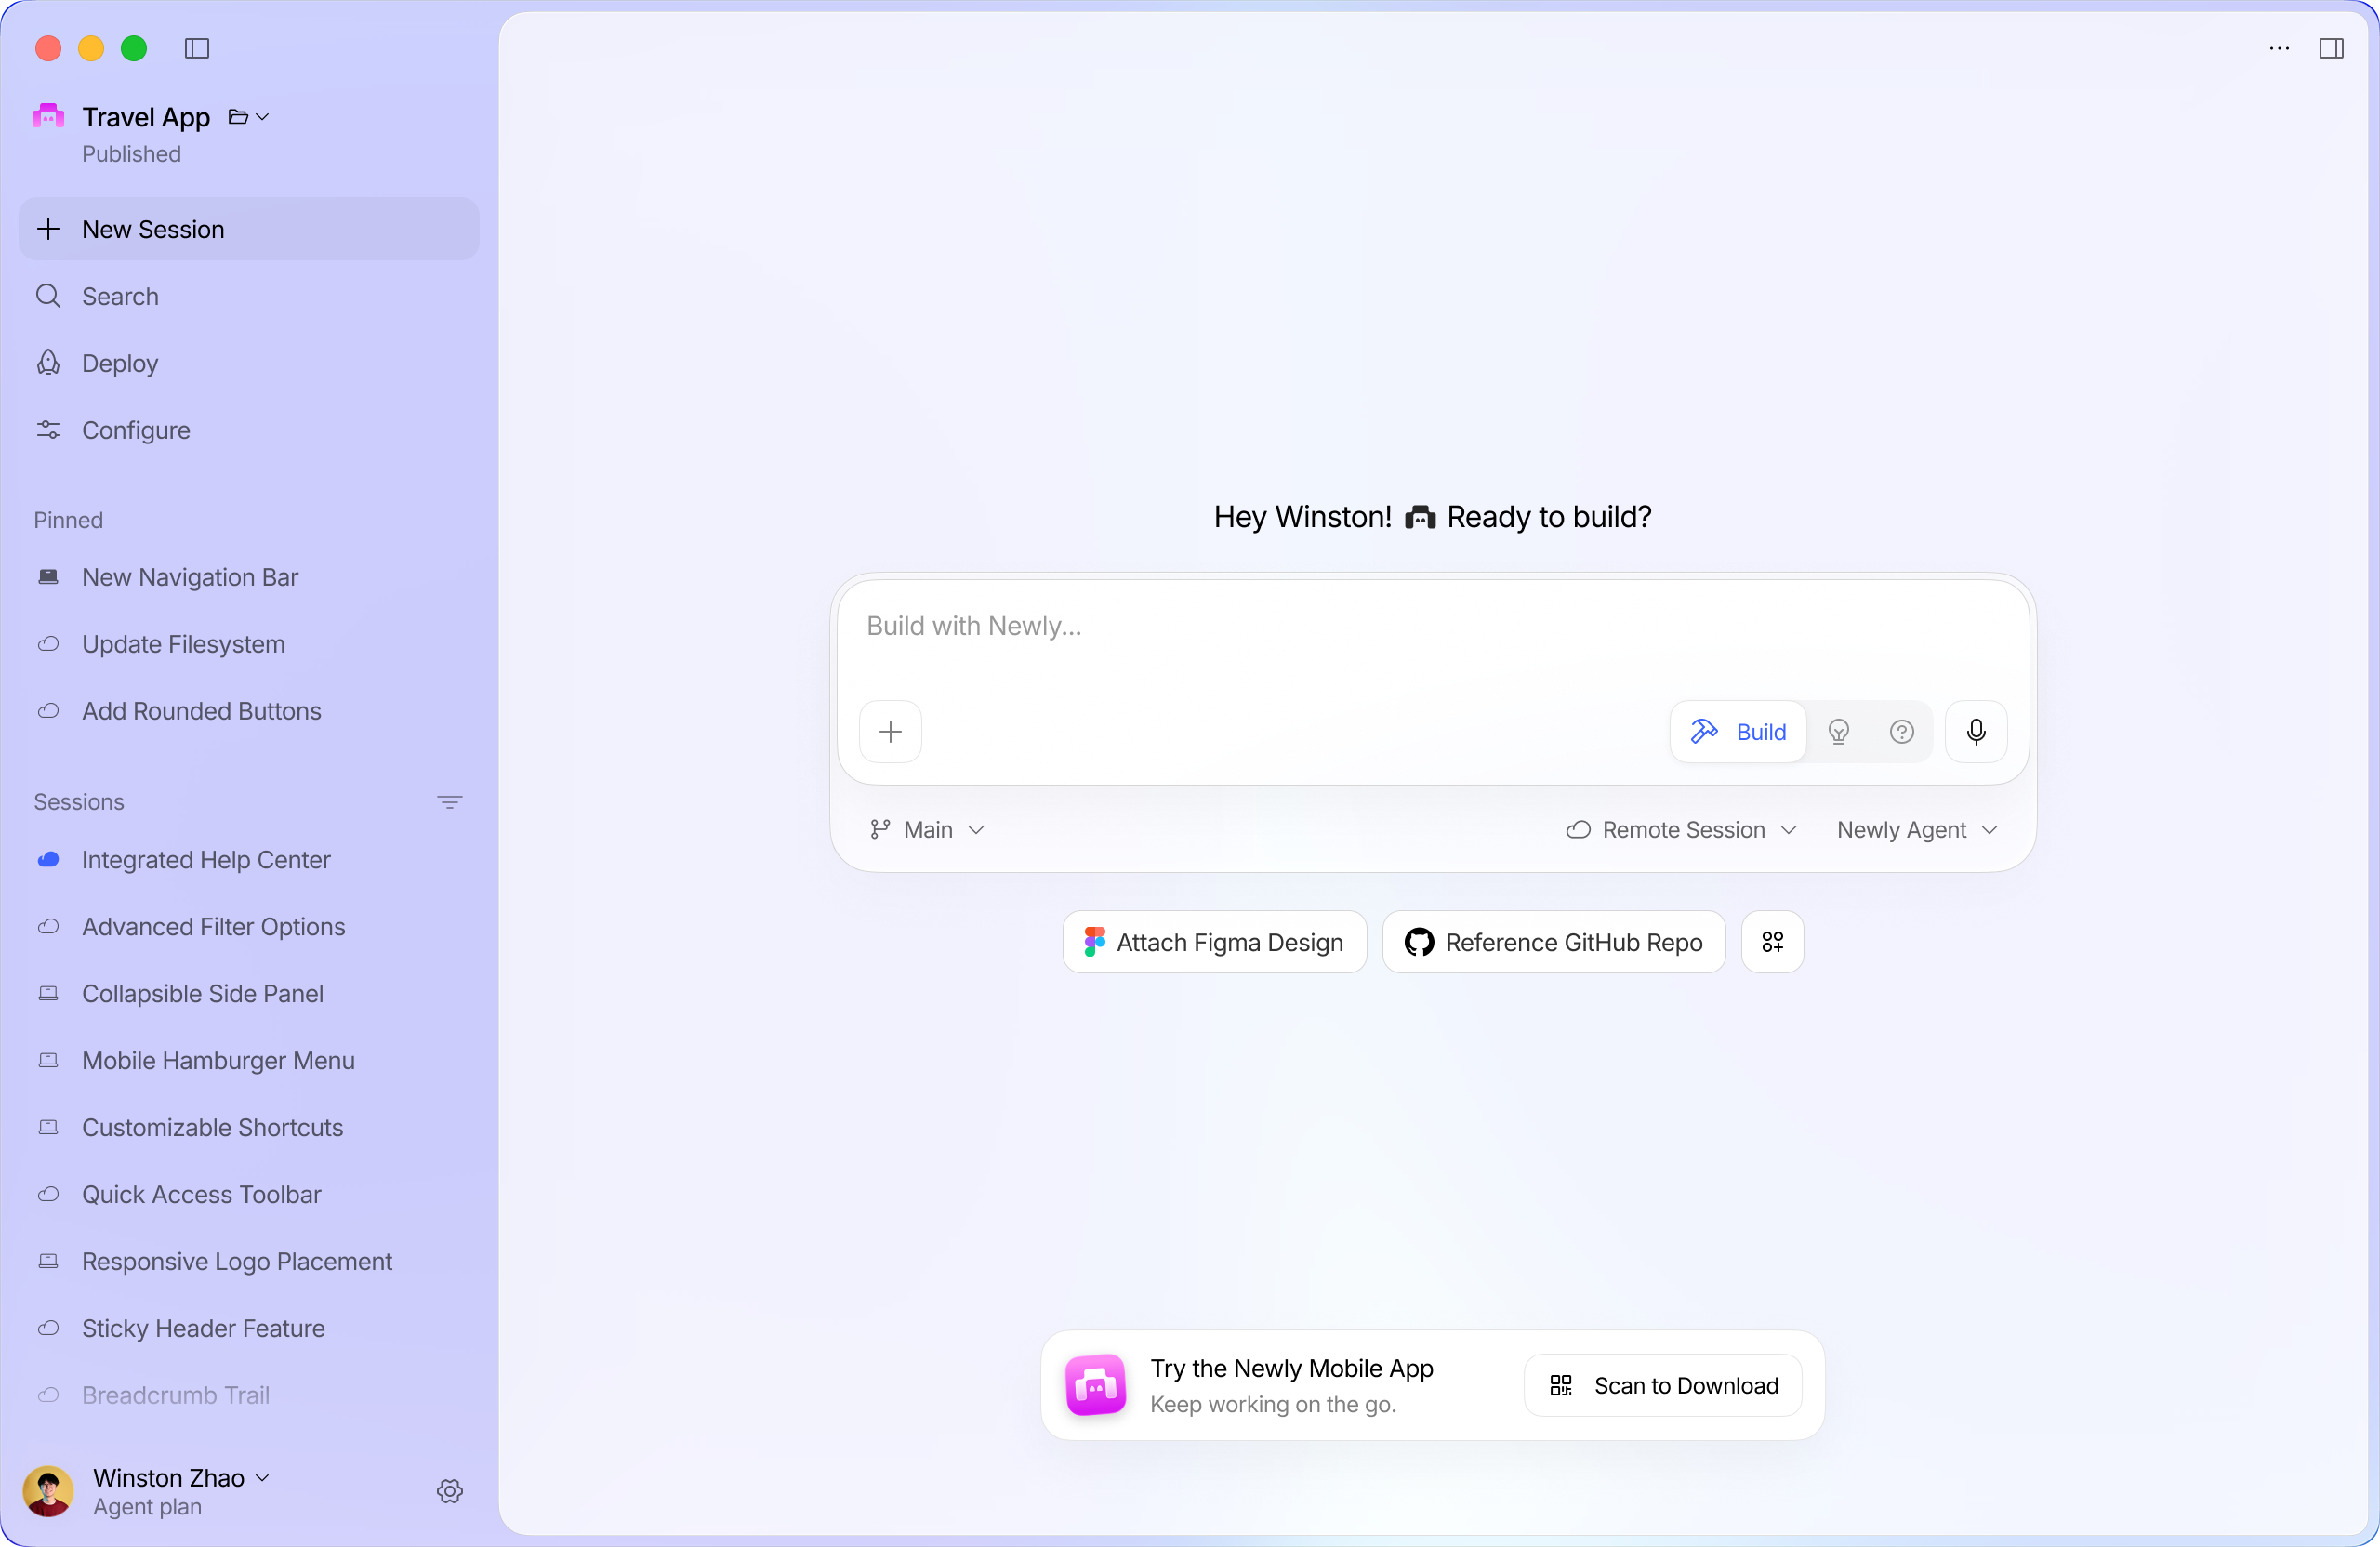 Travel App
Published
New Session
Search
Deploy
Configure
Pinned
New Navigation Bar
Update Filesystem
Add Rounded Buttons
Sessions
Integrated Help Center
Advanced Filter Options
Collapsible Side Panel
Mobile Hamburger Menu
Customizable Shortcuts
Quick Access Toolbar
Responsive Logo Placement
Sticky Header Feature
Breadcrumb Trail
Winston Zhao
Agent plan
Hey Winston! Ready to build?
Build with Newly...
Build
Main
Remote Session
Newly Agent
Attach Figma Design
Reference GitHub Repo
Try the Newly Mobile App
Keep working on the go.
Scan to Download